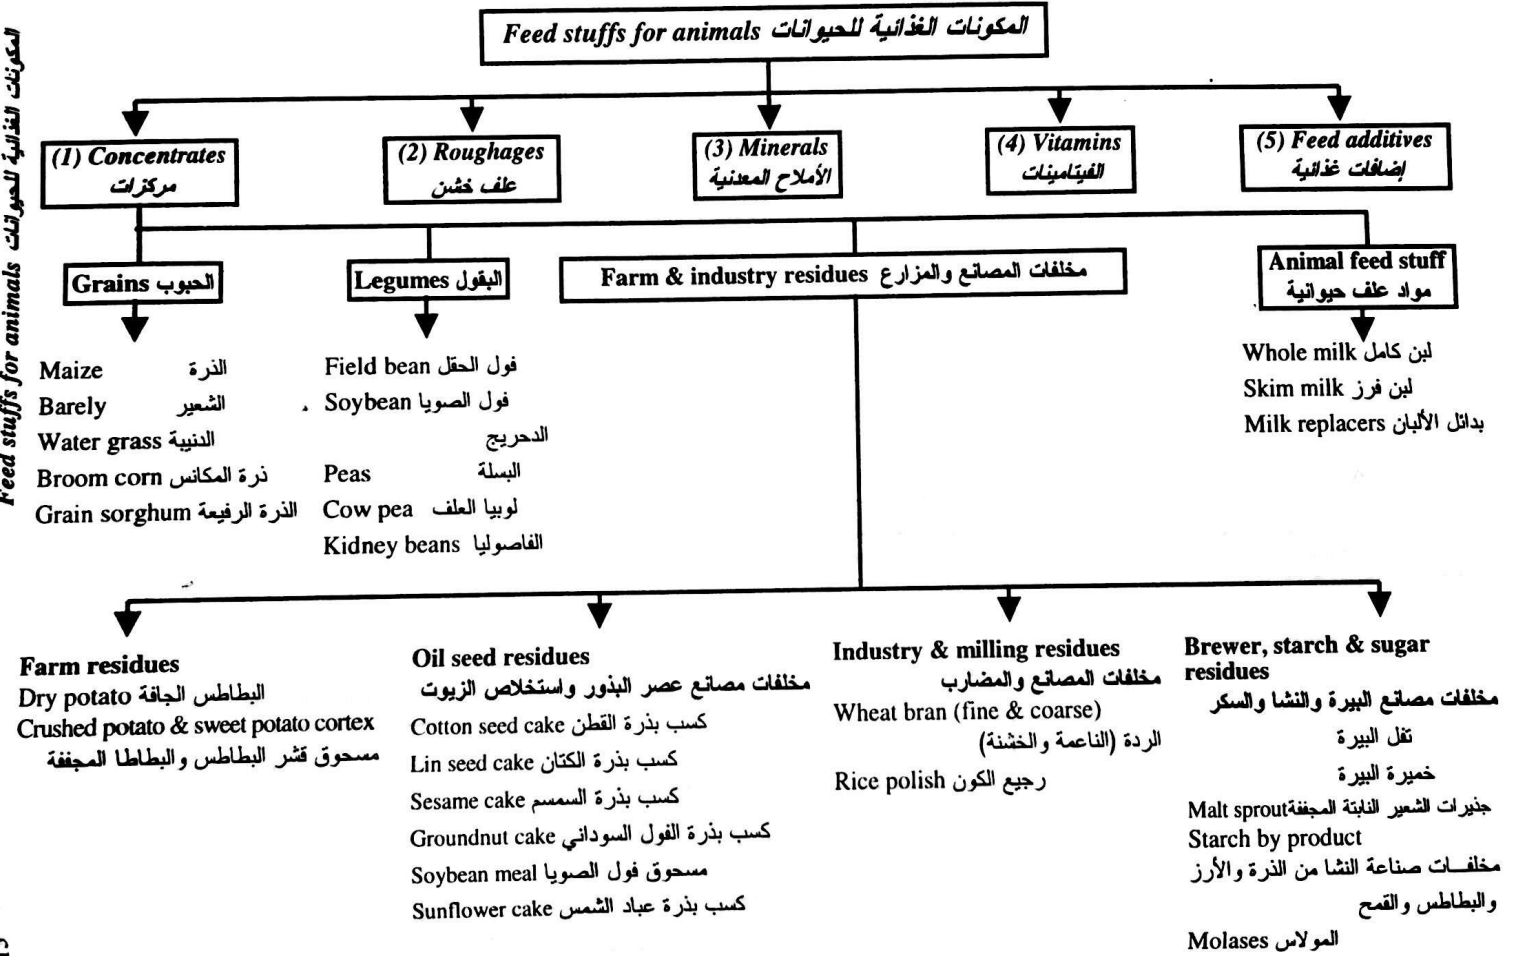 Feed stuffs for animals المكونات الغذائية للحيوانات
Feed stuffs for animals المكونات الغذائية للحيوانات
(1) Concentrates
مركزات
(2) Roughages
علف خشن
(3) Minerals
الأملاح المعدنية
(4) Vitamins
الفيتامينات
(5) Feed additives
إضافات غذائية
Grains الحبوب
Legumes البقول
Farm & industry residues مخلفات المصانع والمزارع
Animal feed stuff
مواد علف حيوانية
Maize الذرة
Barely الشعير
Water grass الدنيبة
Broom corn ذرة المكانس
Grain sorghum الذرة الرفيعة
Field bean فول الحقل
Soybean فول الصويا
الدحريج
Peas البسلة
Cow pea لوبيا العلف
Kidney beans الفاصوليا
Whole milk لبن كامل
Skim milk لبن فرز
Milk replacers بدائل الألبان
Farm residues
Dry potato البطاطس الجافة
Crushed potato & sweet potato cortex
مسحوق قشر البطاطس والبطاطا المجففة
Oil seed residues
مخلفات مصانع عصر البذور واستخلاص الزيوت
Cotton seed cake كسب بذرة القطن
Lin seed cake كسب بذرة الكتان
Sesame cake كسب بذرة السمسم
Groundnut cake كسب بذرة الفول السوداني
Soybean meal مسحوق فول الصويا
Sunflower cake كسب بذرة عباد الشمس
Industry & milling residues
مخلفات المصانع والمضارب
Wheat bran (fine & coarse)
الردة (الناعمة والخشنة)
Rice polish رجيع الكون
Brewer, starch & sugar
residues
مخلفات مصانع البيرة والنشا والسكر
تفل البيرة
خميرة البيرة
Malt sprout جذيرات الشعير النابتة المجففة
Starch by product
مخلفات صناعة النشا من الذرة والأرز
والبطاطس والقمح
Molases المولاس